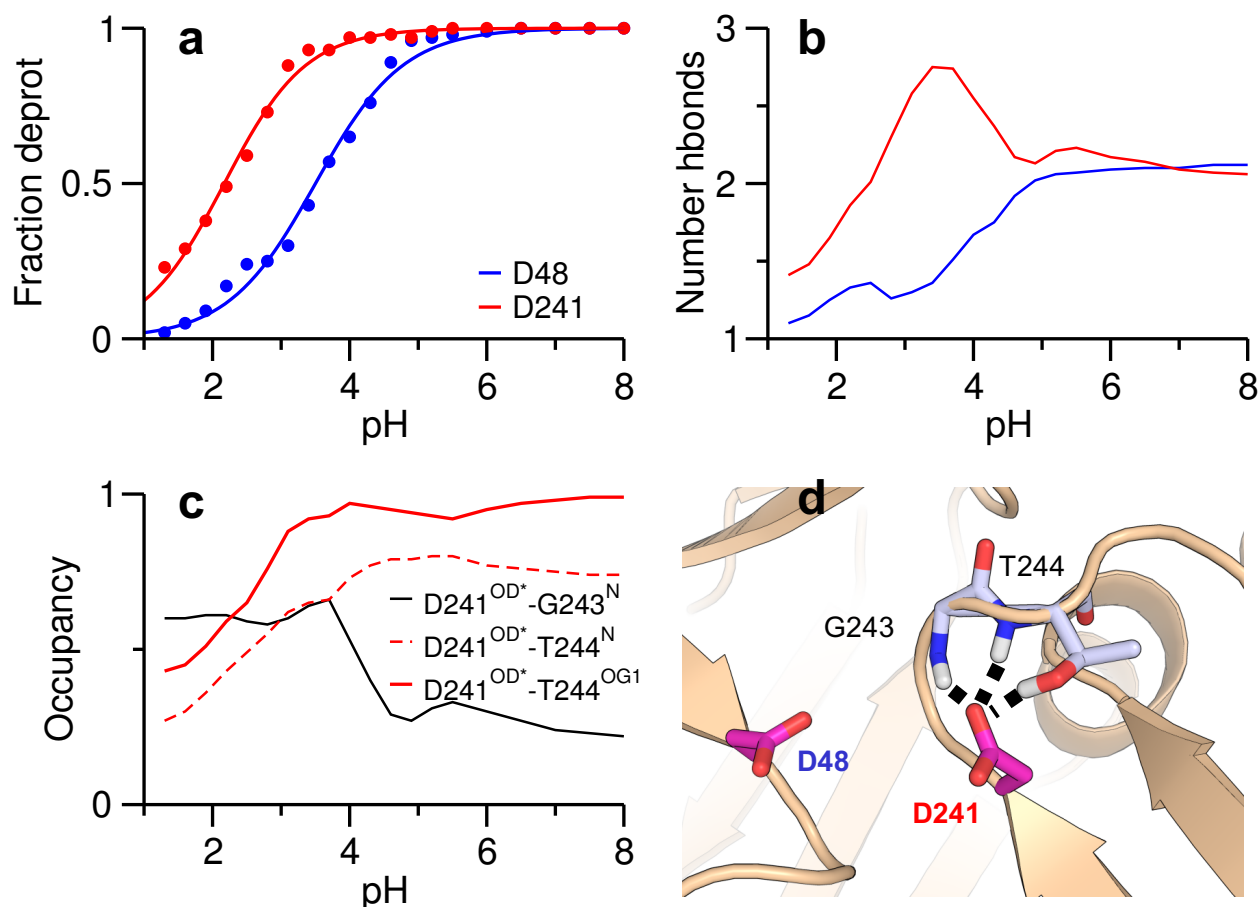 a
Fraction deprot
1
0.5
0
2 4 6 8
pH
D48
D241
b
Number hbonds
3
2
1
2 4 6 8
pH
c
Occupancy
1
0
2 4 6 8
pH
D241^OD*-G243^N
D241^OD*-T244^N
D241^OD*-T244^OG1
d
T244
G243
D48
D241